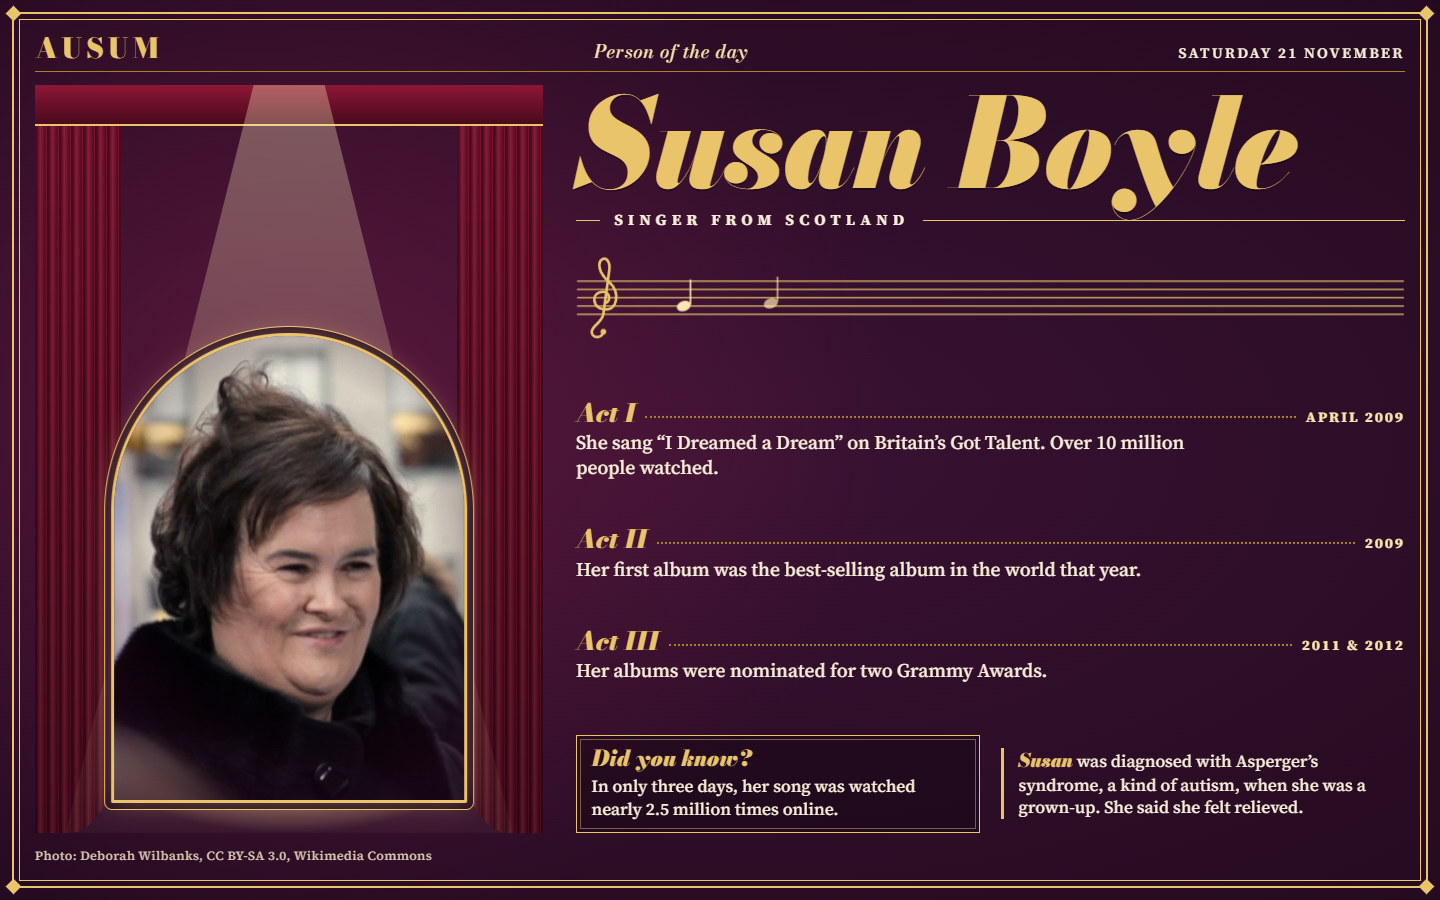 AUSUM
Person of the day
SATURDAY 21 NOVEMBER
Susan Boyle
SINGER FROM SCOTLAND
Act I
APRIL 2009
She sang “I Dreamed a Dream” on Britain’s Got Talent. Over 10 million
people watched.
Act II
2009
Her first album was the best-selling album in the world that year.
Act III
2011 & 2012
Her albums were nominated for two Grammy Awards.
Did you know?
In only three days, her song was watched
nearly 2.5 million times online.
Susan was diagnosed with Asperger’s
syndrome, a kind of autism, when she was a
grown-up. She said she felt relieved.
Photo: Deborah Wilbanks, CC BY-SA 3.0, Wikimedia Commons